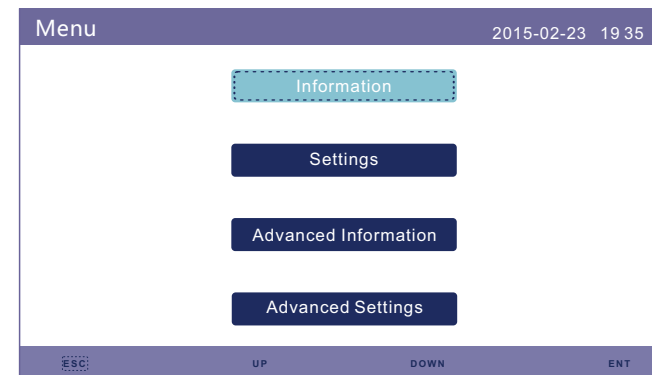 Menu
2015-02-23 19 35
Information
Settings
Advanced Information
Advanced Settings
ESC UP DOWN ENT